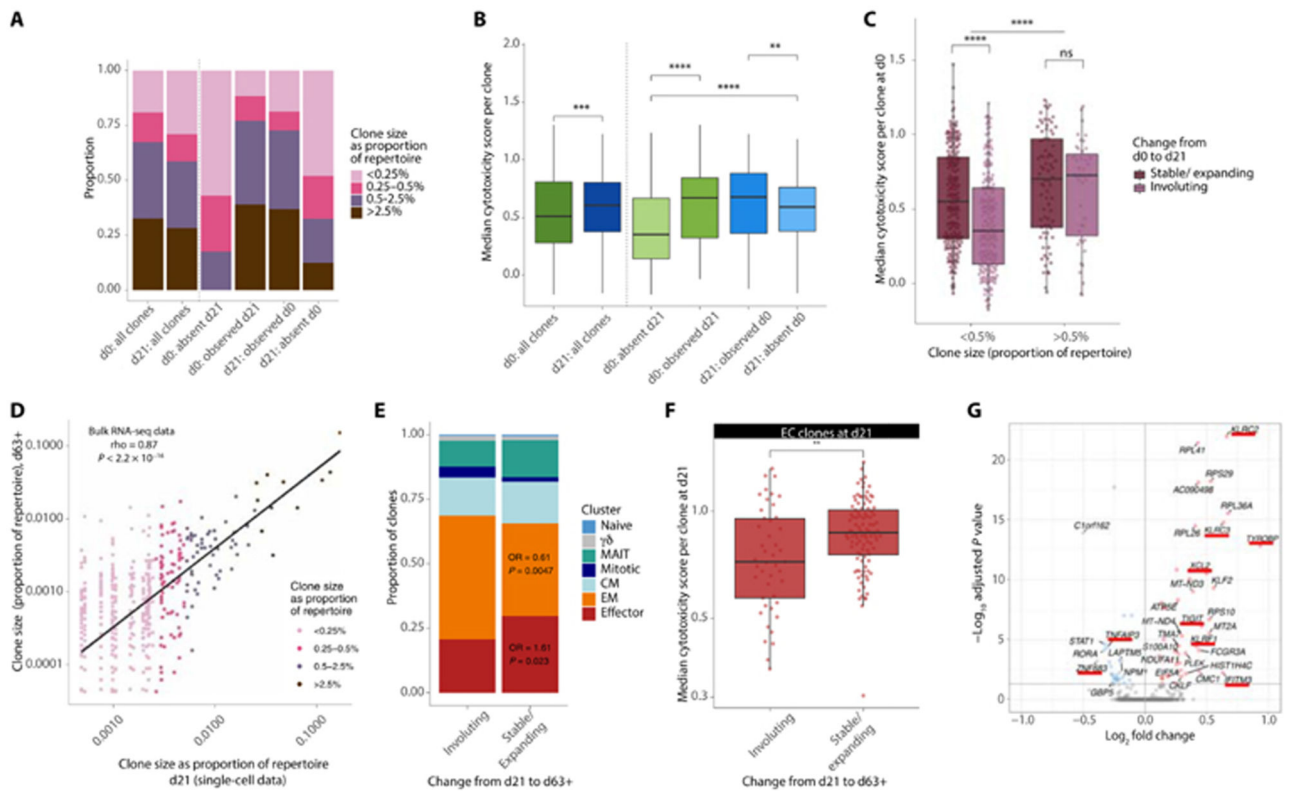 A
1.00
0.75
0.50
0.25
0.00
Proportion
d0: all clones
d21: all clones
d0: absent d21
d0: observed d21
d21: observed d0
d21: absent d0
Clone size
as proportion
of repertoire
<0.25%
0.25–0.5%
0.5-2.5%
>2.5%
B
2.0
1.5
1.0
0.5
0.0
Median cytotoxicity score per clone
***
****
****
**
d0: all clones
d21: all clones
d0: absent d21
d0: observed d21
d21: observed d0
d21: absent d0
C
1.5
1.0
0.5
0.0
Median cytotoxicity score per clone at d0
****
****
ns
<0.5%
>0.5%
Clone size (proportion of repertoire)
Change from
d0 to d21
Stable/ expanding
Involuting
D
Bulk RNA-seq data
rho = 0.87
P < 2.2 × 10⁻¹⁶
0.1000
0.0100
0.0010
0.0001
Clone size (proportion of repertoire), d63+
0.0010
0.0100
0.1000
Clone size as proportion of repertoire
d21 (single-cell data)
Clone size
as proportion
of repertoire
<0.25%
0.25–0.5%
0.5–2.5%
>2.5%
E
1.00
0.75
0.50
0.25
0.00
Proportion of clones
OR = 0.61
P = 0.0047
OR = 1.61
P = 0.023
Involuting
Stable/
Expanding
Change from d21 to d63+
Cluster
Naive
γδ
MAIT
Mitotic
CM
EM
Effector
F
EC clones at d21
**
1.0
0.5
0.3
Median cytotoxicity score per clone at d21
Involuting
Stable/
expanding
Change from d21 to d63+
G
20
15
10
5
0
−Log₁₀ adjusted P value
KLRC2
RPL41
RPS29
AC090498
RPL36A
C1orf162
RPL26
KLRC3
TYROBP
XCL2
MT-ND3
KLF2
ATP5E
RPS10
MT-ND4
TIGIT
MT2A
TNFAIP3
TMA7
STAT1
KLRF1
S100A10
FCGR3A
RORA
LAPTM5
NDUFA1
PLEK
HIST1H4C
ZNF683
NPM1
EIF5A
CMC1
IFITM3
GBP5
CKLF
−1.0
−0.5
0.0
0.5
1.0
Log₂ fold change